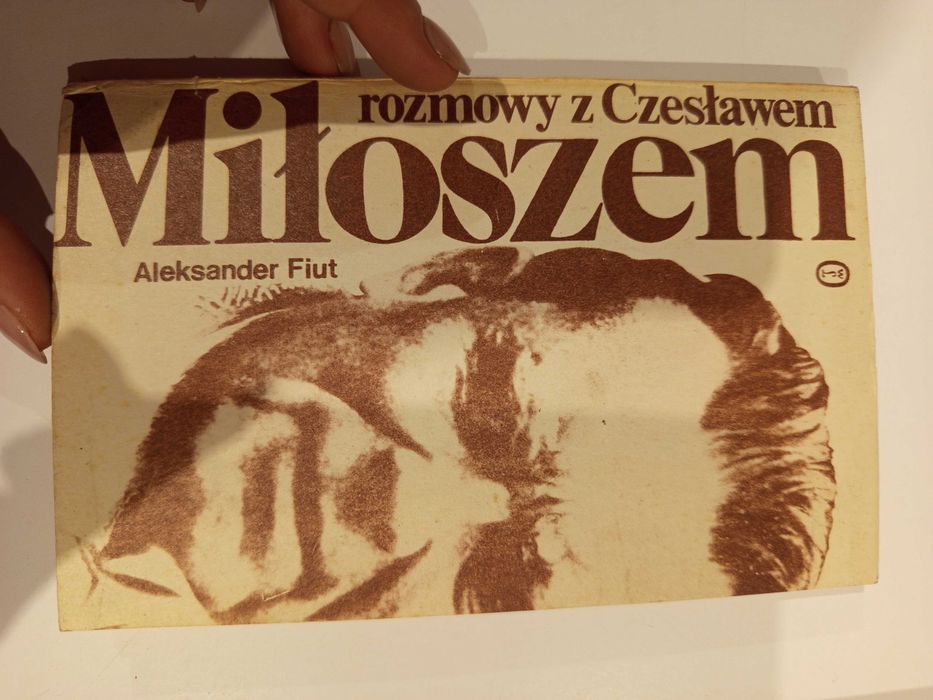 rozmowy z Czesławem
Miłoszem
Aleksander Fiut